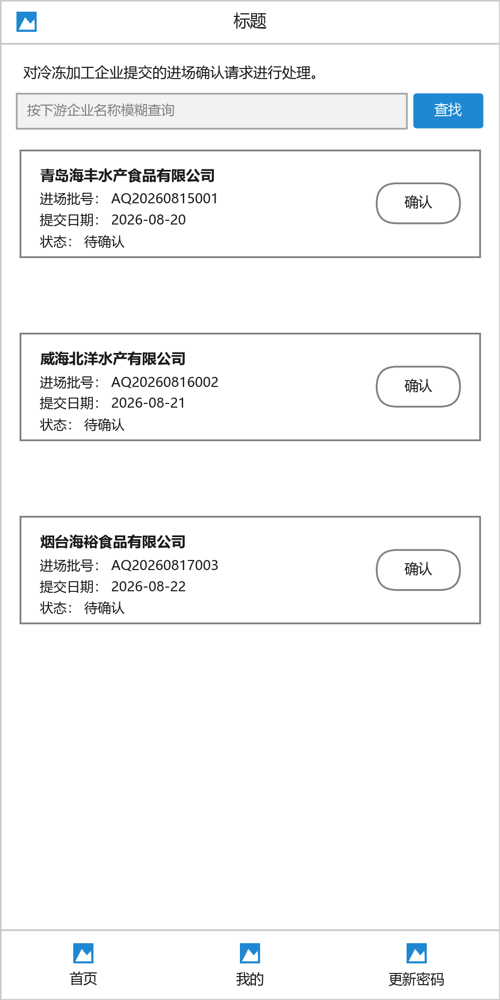 标题
对冷冻加工企业提交的进场确认请求进行处理。
按下游企业名称模糊查询
查找
青岛海丰水产食品有限公司
进场批号： AQ20260815001
提交日期： 2026-08-20
状态： 待确认
确认
威海北洋水产有限公司
进场批号： AQ20260816002
提交日期： 2026-08-21
状态： 待确认
确认
烟台海裕食品有限公司
进场批号： AQ20260817003
提交日期： 2026-08-22
状态： 待确认
确认
首页
我的
更新密码